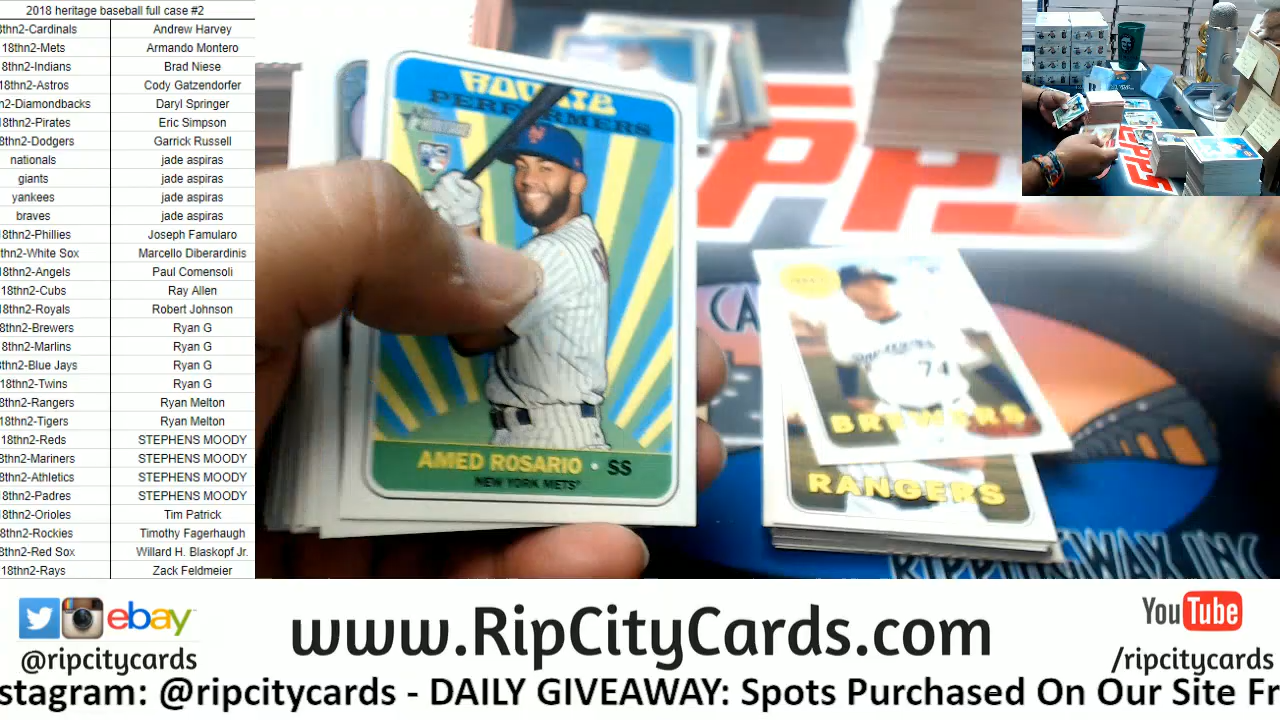 2018 heritage baseball full case #2
8thn2-Cardinals Andrew Harvey
18thn2-Mets Armando Montero
8thn2-Indians Brad Niese
18thn2-Astros Cody Gatzendorfer
n2-Diamondbacks Daryl Springer
18thn2-Pirates Eric Simpson
hn2-Dodgers Garrick Russell
nationals jade aspiras
giants jade aspiras
yankees jade aspiras
braves jade aspiras
8thn2-Phillies Joseph Famularo
thn2-White Sox Marcello Diberardinis
18thn2-Angels Paul Comensoli
18thn2-Cubs Ray Allen
18thn2-Royals Robert Johnson
8thn2-Brewers Ryan G
8thn2-Marlins Ryan G
8thn2-Blue Jays Ryan G
18thn2-Twins Ryan G
8thn2-Rangers Ryan Melton
18thn2-Tigers Ryan Melton
18thn2-Reds STEPHENS MOODY
8thn2-Mariners STEPHENS MOODY
8thn2-Athletics STEPHENS MOODY
8thn2-Padres STEPHENS MOODY
18thn2-Orioles Tim Patrick
8thn2-Rockies Timothy Fagerhaugh
8thn2-Red Sox Willard H. Blaskopf Jr.
18thn2-Rays Zack Feldmeier
ROOKIE
PERFORMERS
RC
AMED ROSARIO • SS
NEW YORK METS
74
BREWERS
RANGERS
RIPPINWAX INC
ebay
@ripcitycards
www.RipCityCards.com
YouTube
/ripcitycards
stagram: @ripcitycards - DAILY GIVEAWAY: Spots Purchased On Our Site Fr